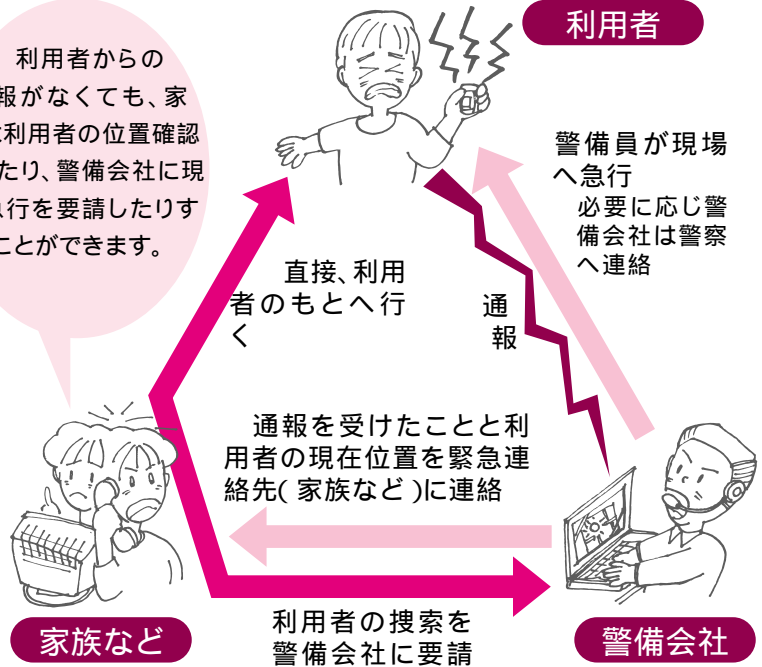 利用者
利用者からの
報がなくても、家
利用者の位置確認
たり、警備会社に現
行を要請したりす
ことができます。
警備員が現場
へ急行
必要に応じ警
備会社は警察
へ連絡
直接、利用
者のもとへ行
く
通
報
通報を受けたことと利
用者の現在位置を緊急連
絡先(家族など)に連絡
家族など
利用者の捜索を
警備会社に要請
警備会社